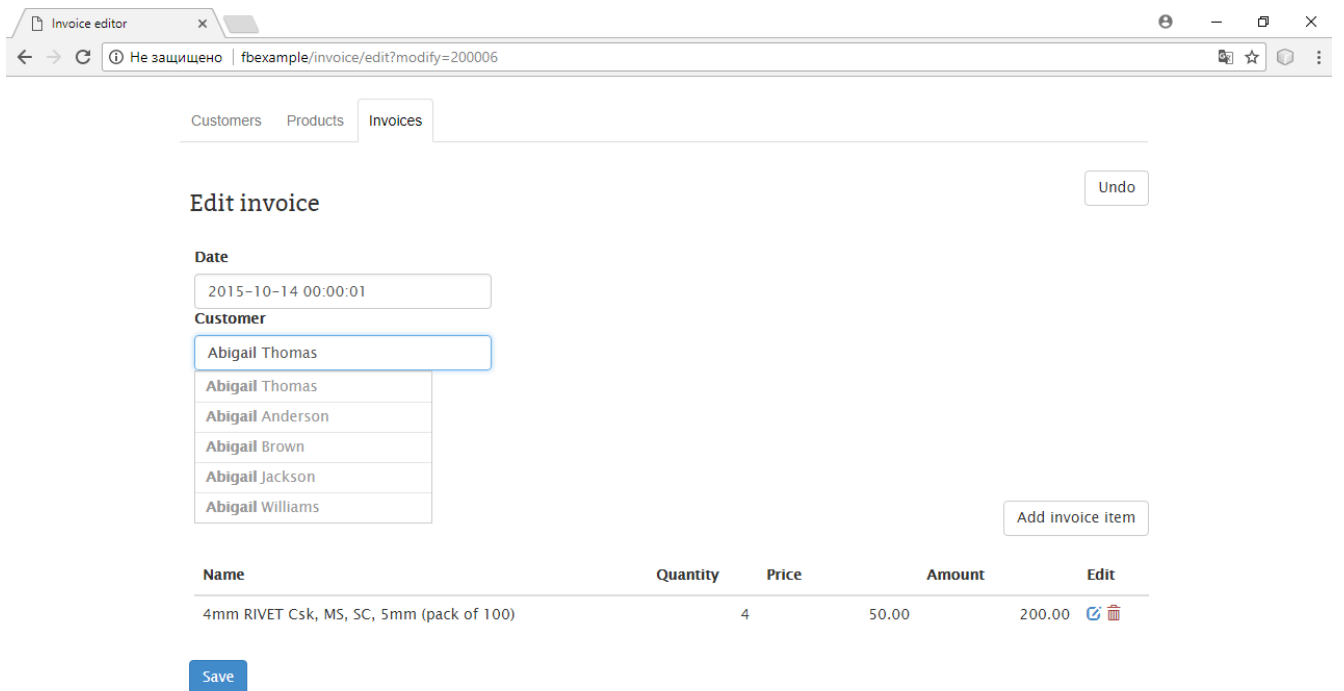 Invoice editor
Не защищено fbexample/invoice/edit?modify=200006
Customers Products Invoices
Edit invoice
Undo
Date
2015-10-14 00:00:01
Customer
Abigail Thomas
Abigail Thomas
Abigail Anderson
Abigail Brown
Abigail Jackson
Abigail Williams
Add invoice item
Name Quantity Price Amount Edit
4mm RIVET Csk, MS, SC, 5mm (pack of 100) 4 50.00 200.00
Save